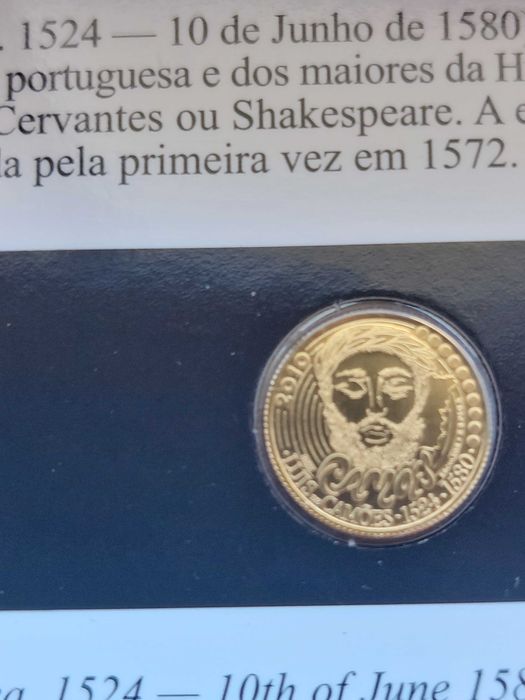 . 1524 — 10 de Junho de 1580
portuguesa e dos maiores da H
Cervantes ou Shakespeare. A e
da pela primeira vez em 1572.
2010
CAMÕES
LUÍS DE CAMÕES · 1524 · 1580
1524 — 10th of June 158